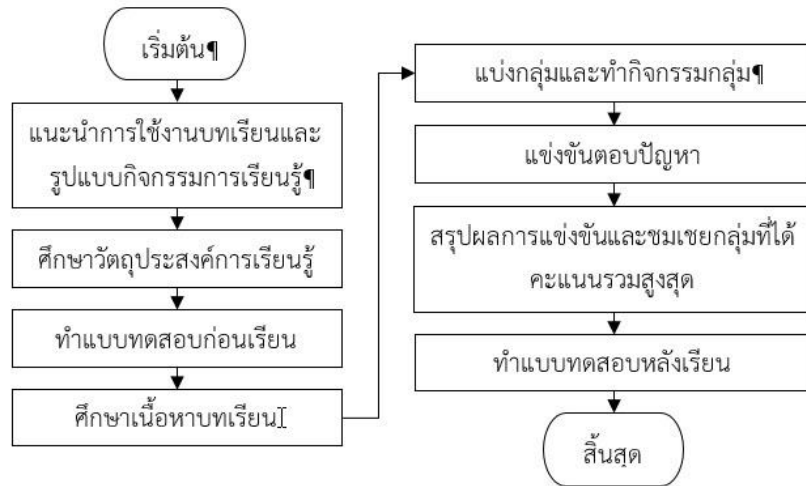 เริ่มต้น¶
แนะนำการใช้งานบทเรียนและ
รูปแบบกิจกรรมการเรียนรู้¶
ศึกษาวัตถุประสงค์การเรียนรู้
ทำแบบทดสอบก่อนเรียน
ศึกษาเนื้อหาบทเรียน
แบ่งกลุ่มและทำกิจกรรมกลุ่ม¶
แข่งขันตอบปัญหา
สรุปผลการแข่งขันและชมเชยกลุ่มที่ได้
คะแนนรวมสูงสุด
ทำแบบทดสอบหลังเรียน
สิ้นสุด